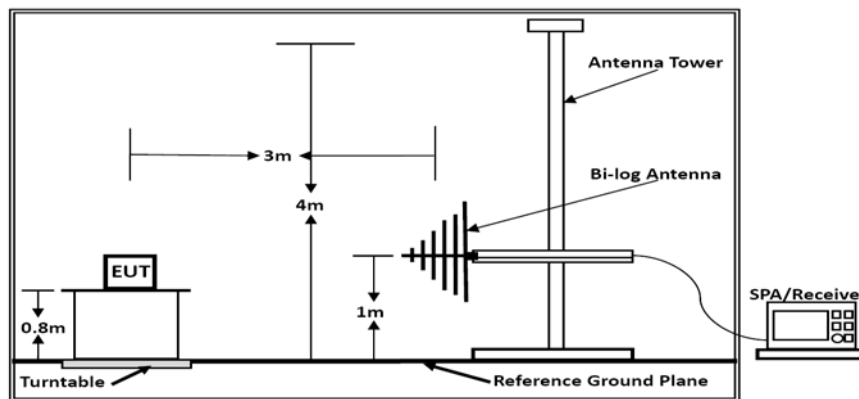 Antenna Tower
3m
Bi-log Antenna
4m
EUT
SPA/Receive
0.8m
1m
Turntable
Reference Ground Plane